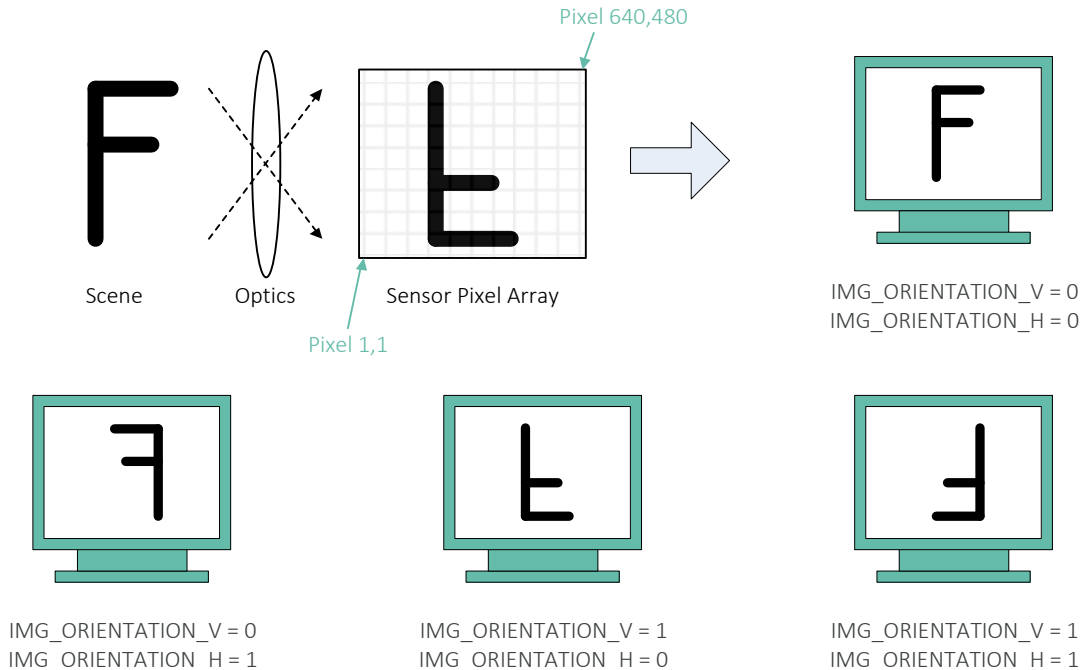 Pixel 640,480
Scene
Optics
Sensor Pixel Array
Pixel 1,1
IMG_ORIENTATION_V = 0
IMG_ORIENTATION_H = 0
IMG_ORIENTATION_V = 0
IMG_ORIENTATION_H = 1
IMG_ORIENTATION_V = 1
IMG_ORIENTATION_H = 0
IMG_ORIENTATION_V = 1
IMG_ORIENTATION_H = 1